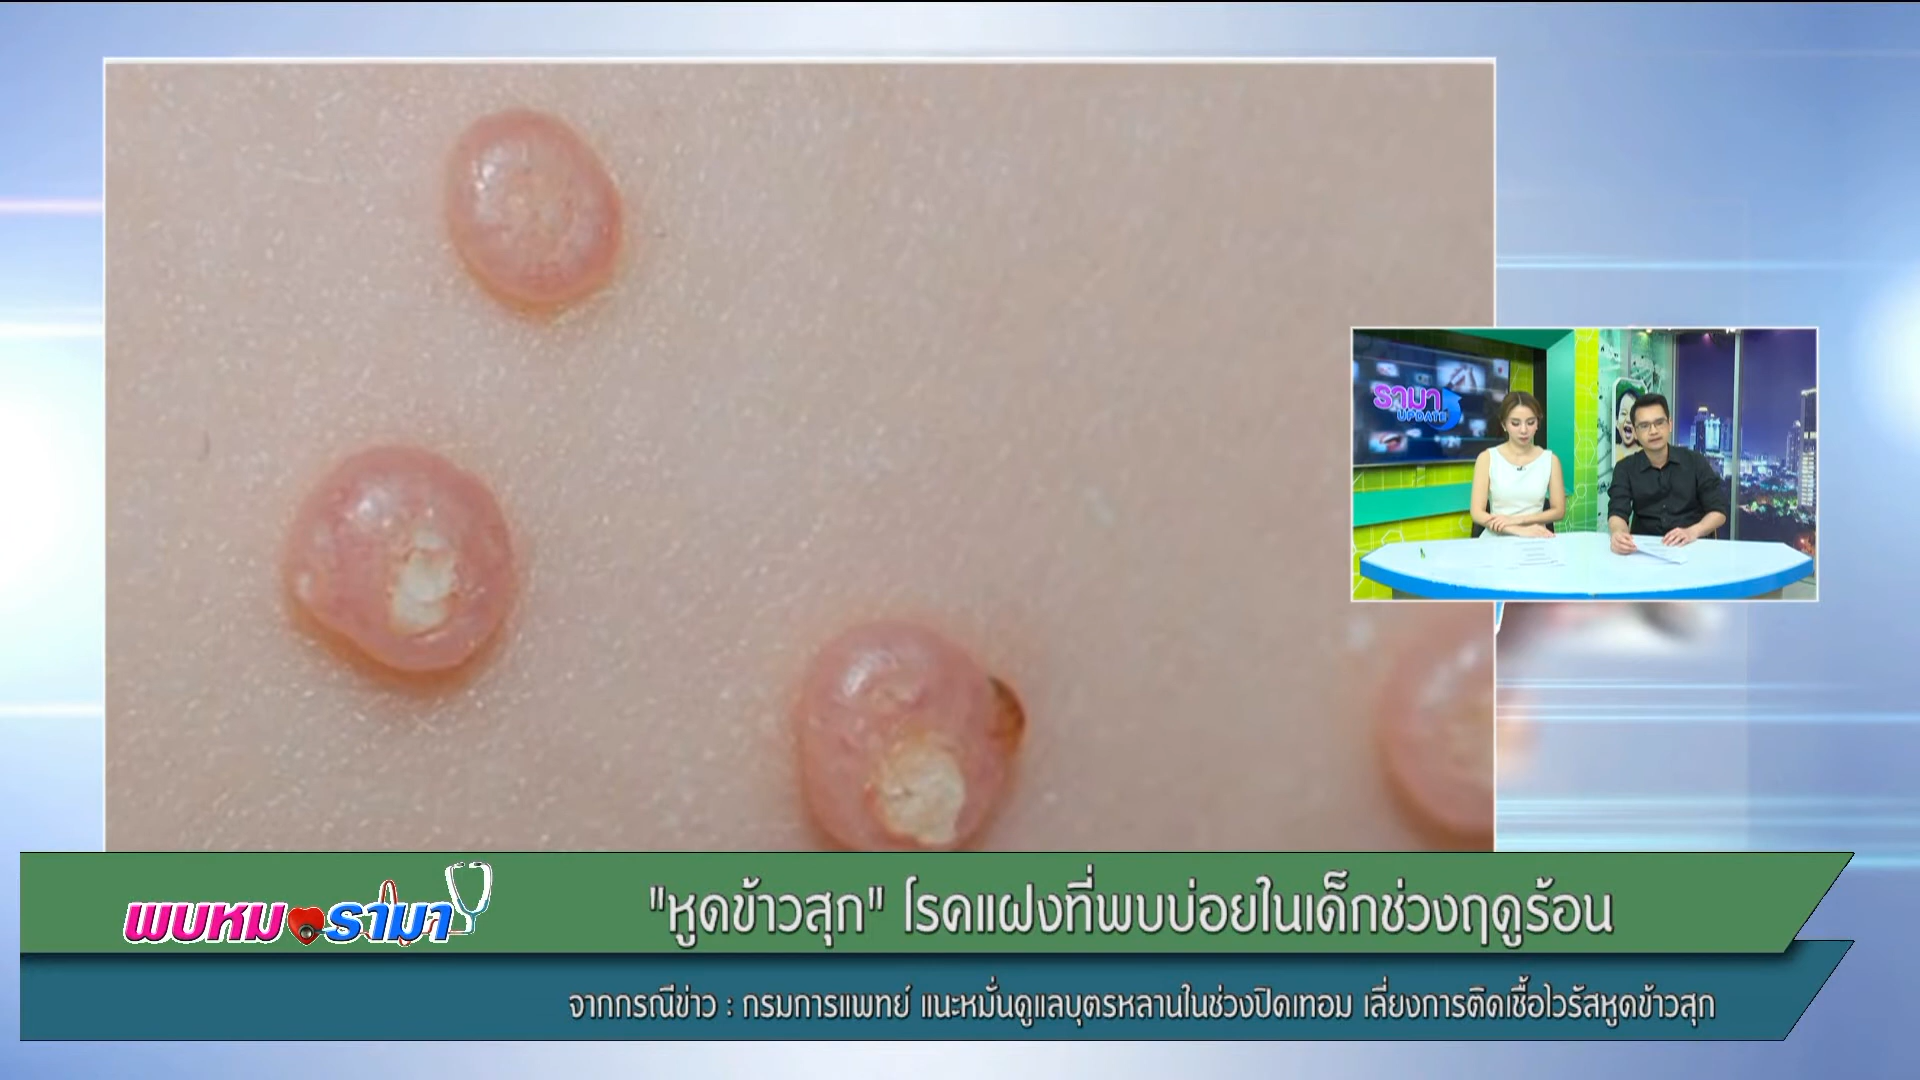 รามา
UPDATE
พบหมอรามา
"หูดข้าวสุก" โรคแฝงที่พบบ่อยในเด็กช่วงฤดูร้อน
จากกรณีข่าว : กรมการแพทย์ แนะหมั่นดูแลบุตรหลานในช่วงปิดเทอม เลี่ยงการติดเชื้อไวรัสหูดข้าวสุก